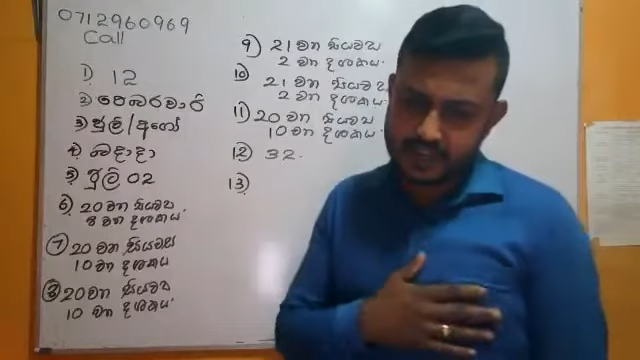 0712960969
Call
1) 12
2) පෙබරවාරි
3) ජූලි/අගෝ
4) බදාදා
5) ජූලි 02
6) 20 වන සියවස
8 වන දශකය.
7) 20 වන සියවස
10 වන දශකය
8) 20 වන සියවස
10 වන දශකය.
9) 21 වන සියවස
2 වන දශකය.
10) 21 වන සියවස
2 වන දශකය.
11) 20 වන සියවස
10 වන දශකය.
12) 32.
13)